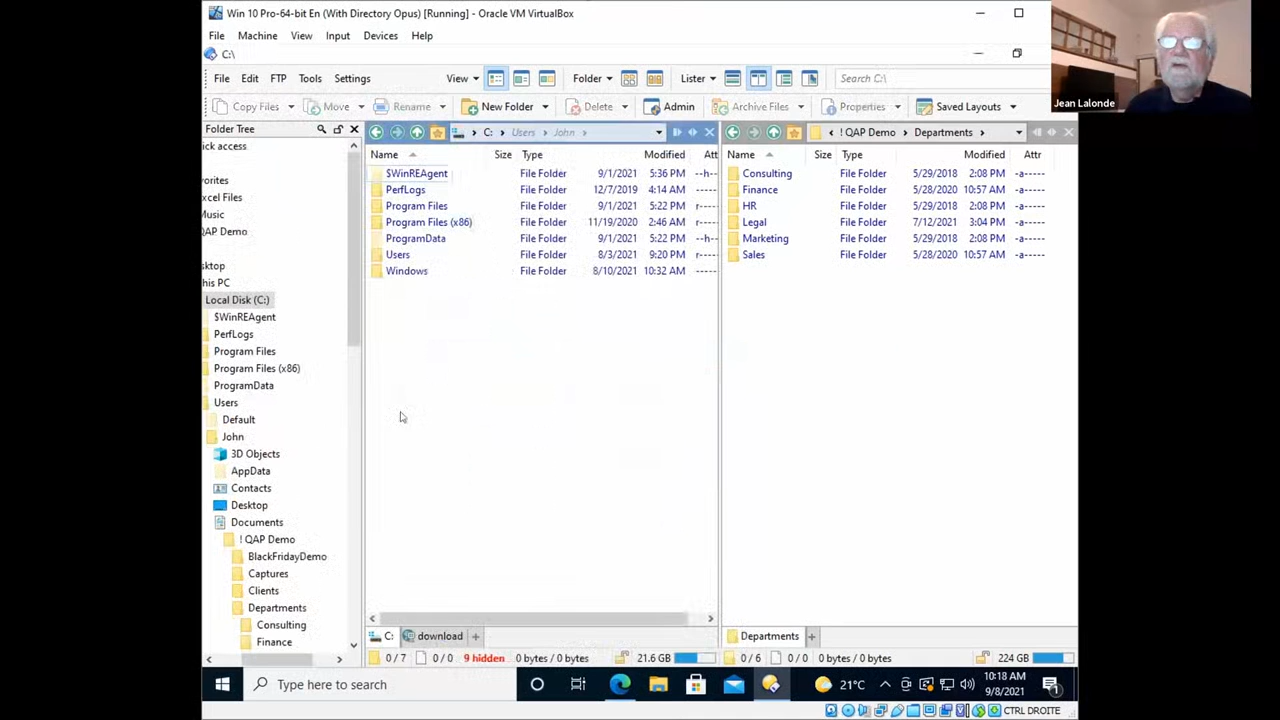 Win 10 Pro-64-bit En (With Directory Opus) [Running] - Oracle VM VirtualBox
File Machine View Input Devices Help
C:\
File Edit FTP Tools Settings View Folder Lister Search C:\
Copy Files Move Rename New Folder Delete Admin Archive Files Properties Saved Layouts
Jean Lalonde
Folder Tree
C: Users John
! QAP Demo Departments
ck access
vorites
xcel Files
Music
QAP Demo
sktop
his PC
Local Disk (C:)
$WinREAgent
PerfLogs
Program Files
Program Files (x86)
ProgramData
Users
Default
John
3D Objects
AppData
Contacts
Desktop
Documents
! QAP Demo
BlackFridayDemo
Captures
Clients
Departments
Consulting
Finance
Name Size Type Modified Att
$WinREAgent File Folder 9/1/2021 5:36 PM --h--
PerfLogs File Folder 12/7/2019 4:14 AM -----
Program Files File Folder 9/1/2021 5:22 PM r----
Program Files (x86) File Folder 11/19/2020 2:46 AM r----
ProgramData File Folder 9/1/2021 5:22 PM --h--
Users File Folder 8/3/2021 9:20 PM r----
Windows File Folder 8/10/2021 10:32 AM -----
C: download +
0 / 7 0 / 0 9 hidden 0 bytes / 0 bytes 21.6 GB
Name Size Type Modified Attr
Consulting File Folder 5/29/2018 2:08 PM -a-----
Finance File Folder 5/28/2020 10:57 AM -a-----
HR File Folder 5/29/2018 2:08 PM -a-----
Legal File Folder 7/12/2021 3:04 PM -a-----
Marketing File Folder 5/29/2018 2:08 PM -a-----
Sales File Folder 5/28/2020 10:57 AM -a-----
Departments +
0 / 6 0 / 0 0 bytes / 0 bytes 224 GB
Type here to search
21°C
10:18 AM
9/8/2021
1
CTRL DROITE